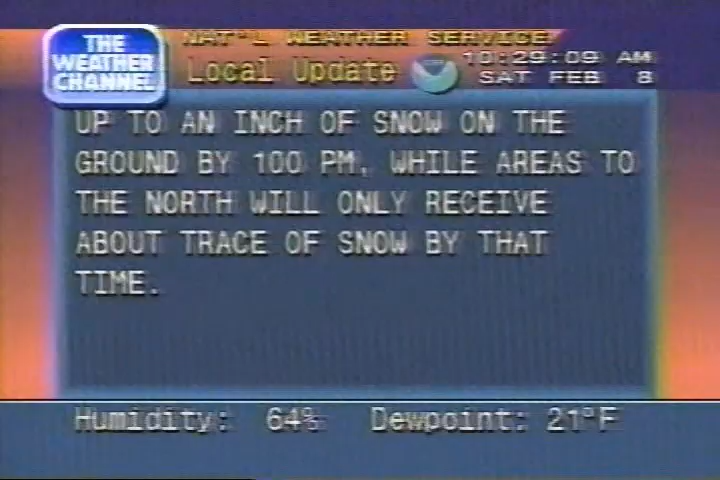 THE
WEATHER
CHANNEL
NAT'L WEATHER SERVICE
Local Update
10:29:09 AM
SAT FEB 8
UP TO AN INCH OF SNOW ON THE
GROUND BY 100 PM, WHILE AREAS TO
THE NORTH WILL ONLY RECEIVE
ABOUT TRACE OF SNOW BY THAT
TIME.
Humidity: 64% Dewpoint: 21°F